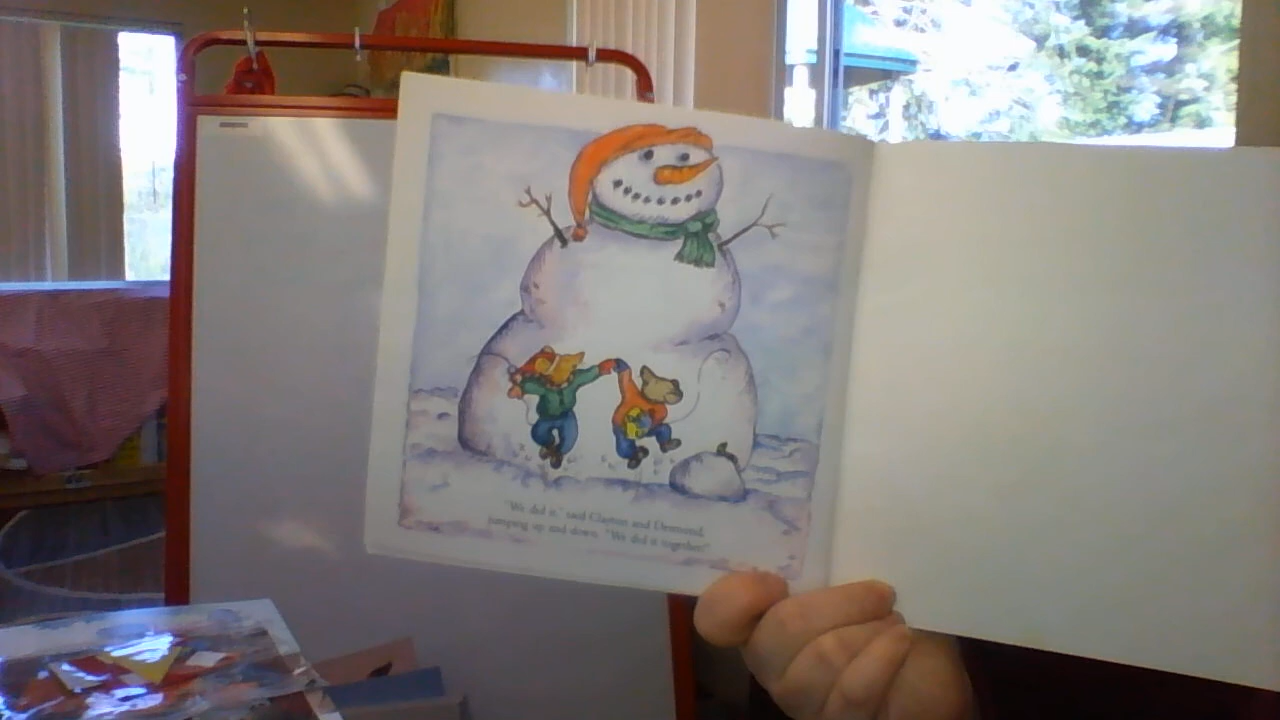 "We did it," said Clayton and Desmond,
jumping up and down. "We did it together!"